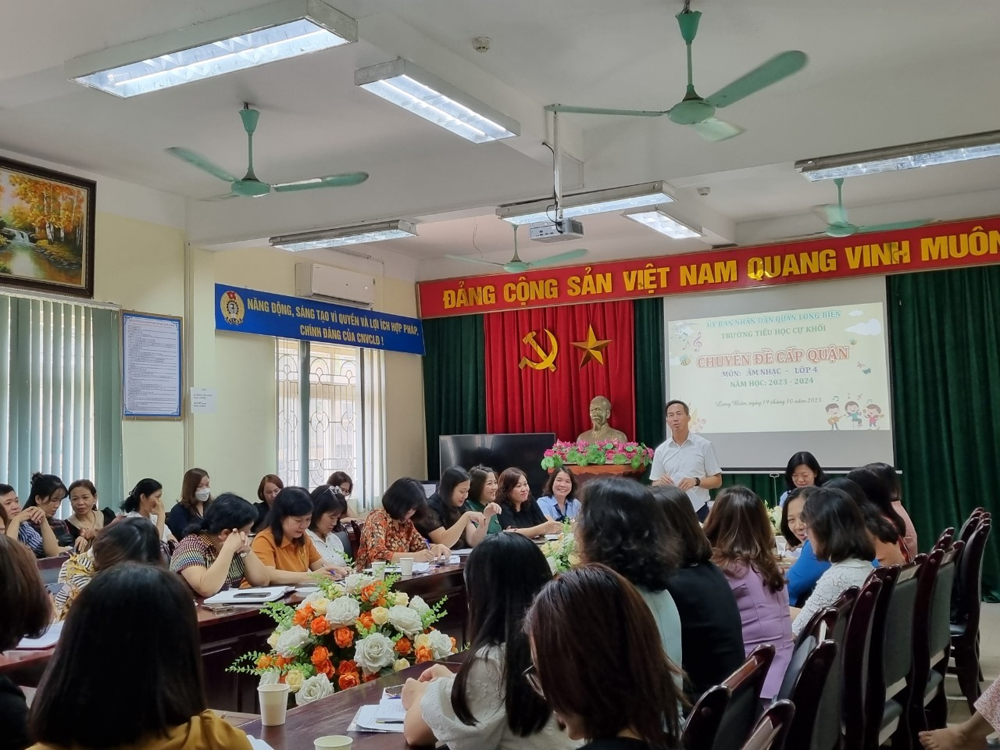 ĐẢNG CỘNG SẢN VIỆT NAM QUANG VINH MUÔN
NĂNG ĐỘNG, SÁNG TẠO VÌ QUYỀN VÀ LỢI ÍCH HỢP PHÁP,
CHÍNH ĐÁNG CỦA CNVCLĐ !
ỦY BAN NHÂN DÂN QUẬN LONG BIÊN
TRƯỜNG TIỂU HỌC CỰ KHỐI
CHUYÊN ĐỀ CẤP QUẬN
MÔN: ÂM NHẠC - LỚP 4
NĂM HỌC: 2023 - 2024
Long Biên, ngày 19 tháng 10 năm 2023